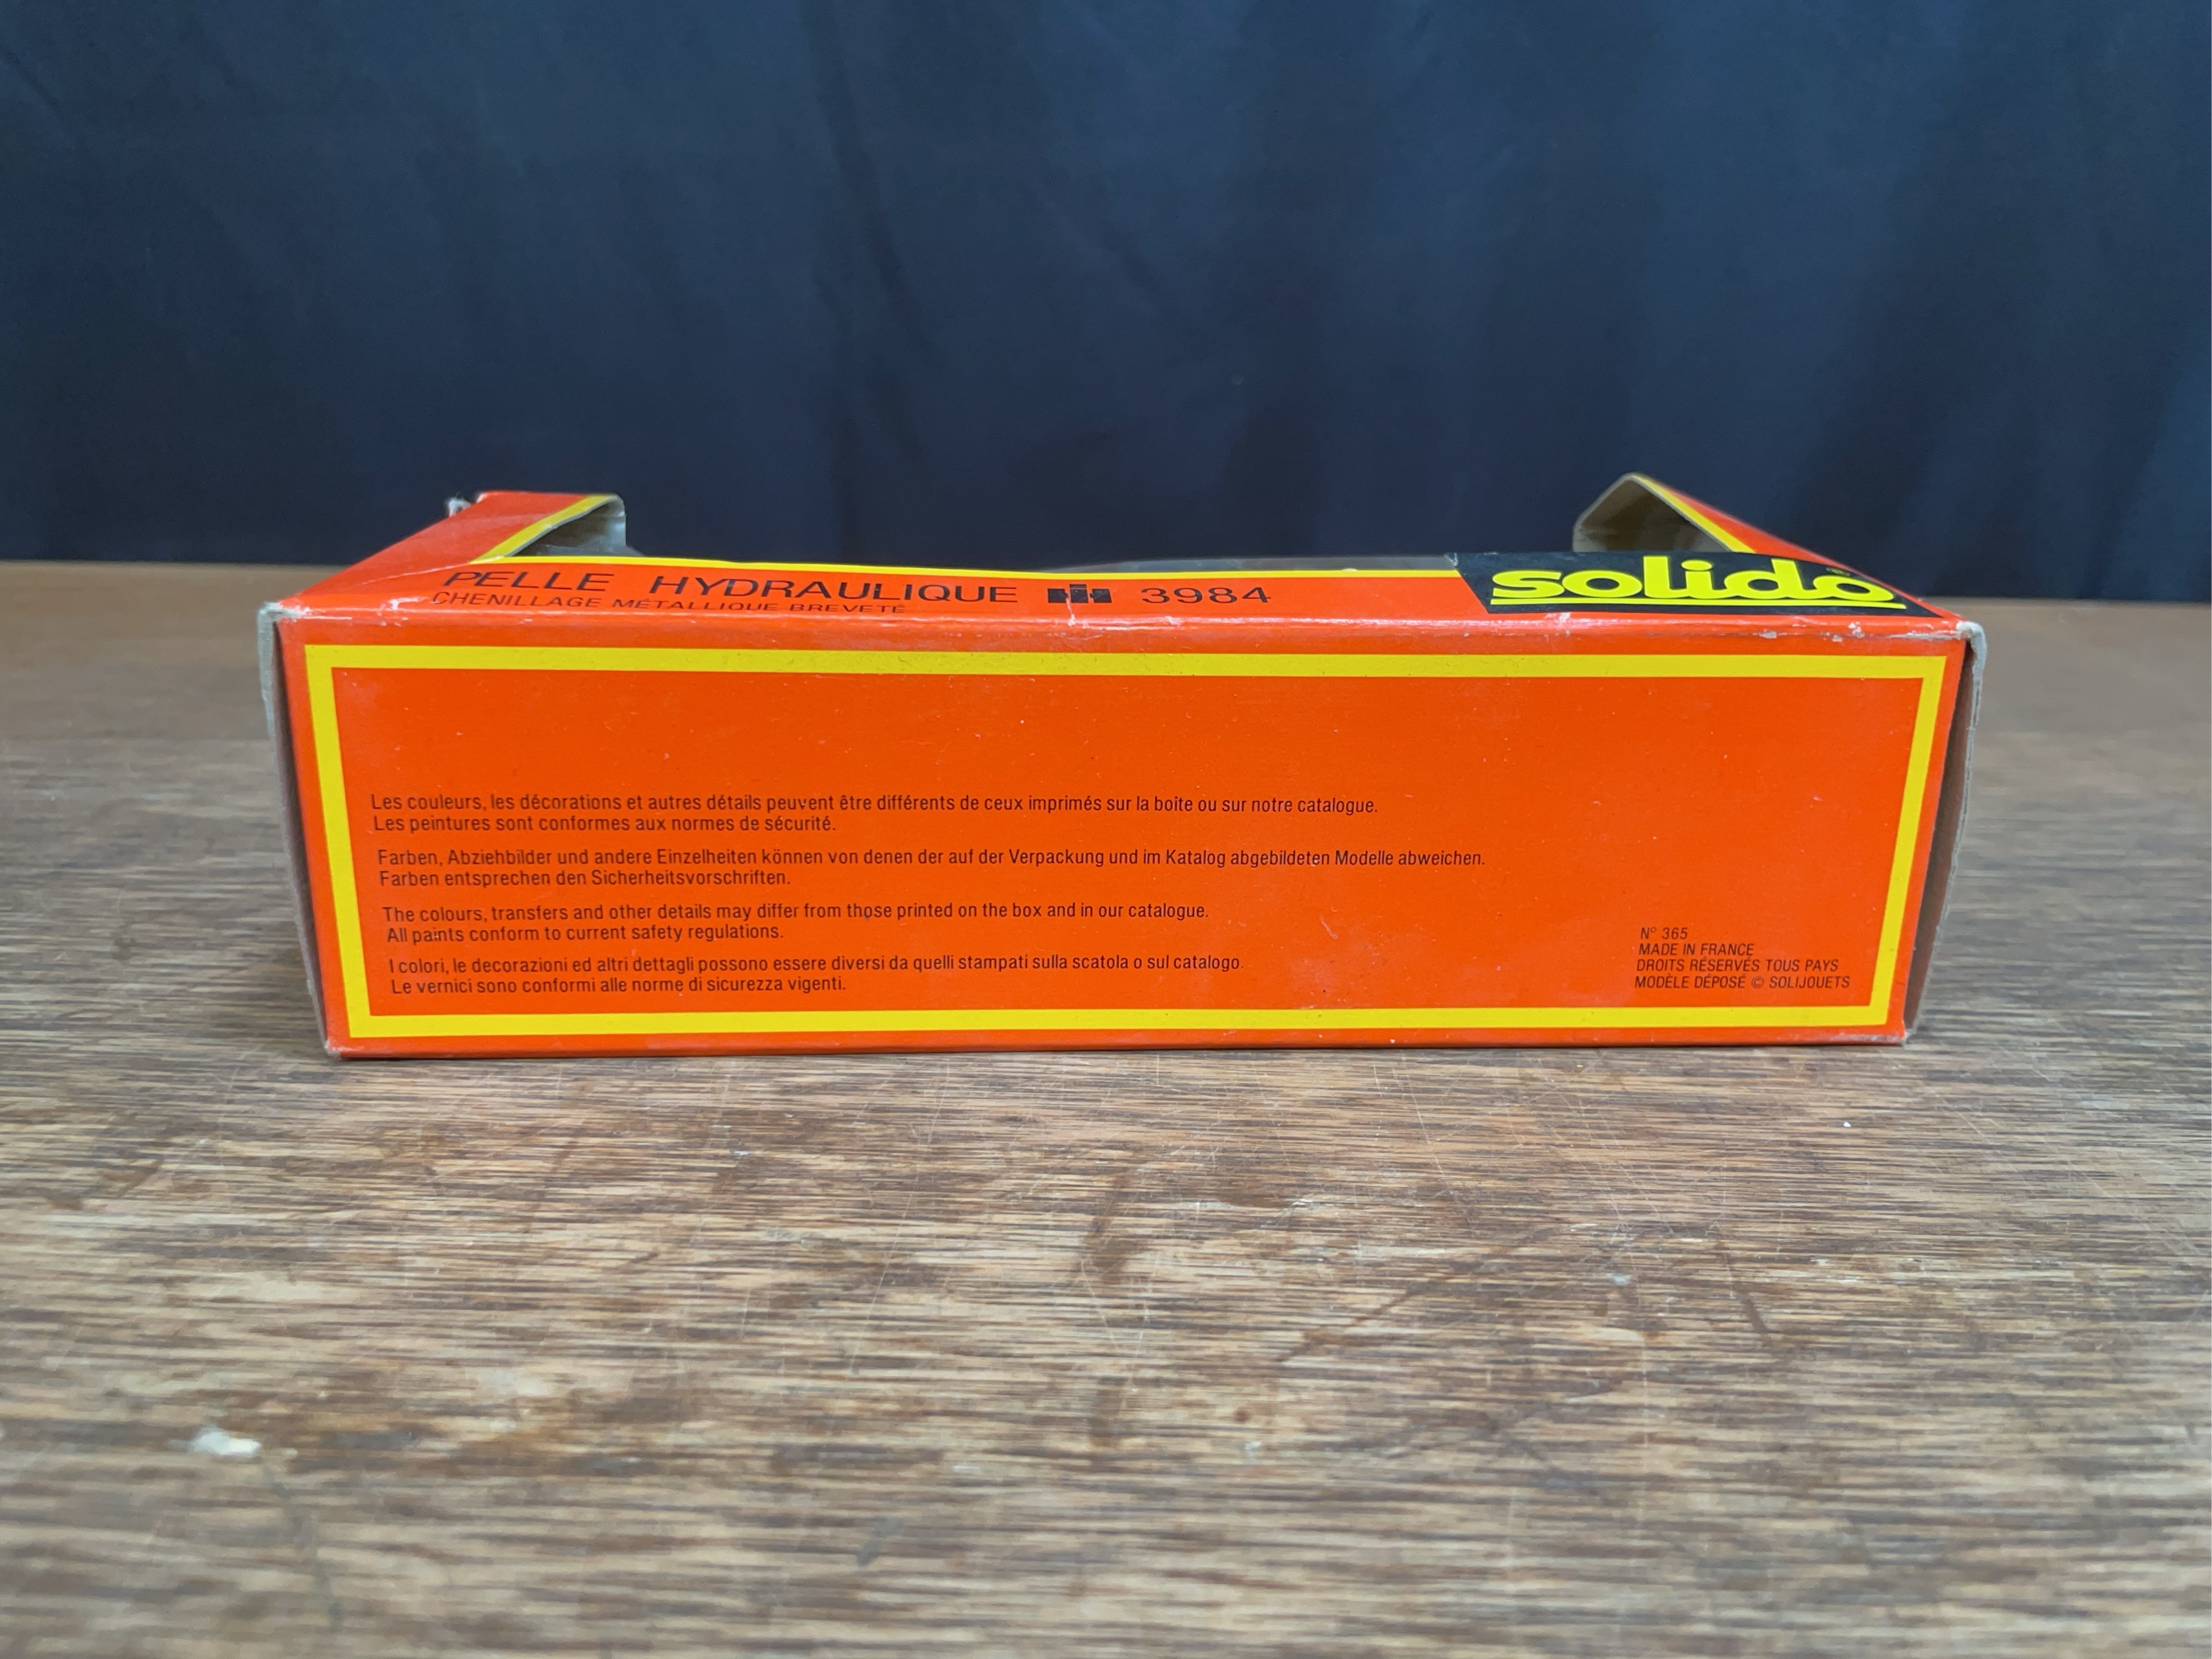 PELLE HYDRAULIQUE IH 3984
CHENILLAGE MÉTALLIQUE BREVETÉ
solido
Les couleurs, les décorations et autres détails peuvent être différents de ceux imprimés sur la boite ou sur notre catalogue.
Les peintures sont conformes aux normes de sécurité.
Farben, Abziehbilder und andere Einzelheiten können von denen der auf der Verpackung und im Katalog abgebildeten Modelle abweichen.
Farben entsprechen den Sicherheitsvorschriften.
The colours, transfers and other details may differ from those printed on the box and in our catalogue.
All paints conform to current safety regulations.
I colori, le decorazioni ed altri dettagli possono essere diversi da quelli stampati sulla scatola o sul catalogo.
Le vernici sono conformi alle norme di sicurezza vigenti.
N° 365
MADE IN FRANCE
DROITS RÉSERVÉS TOUS PAYS
MODÈLE DÉPOSÉ © SOLIJOUETS